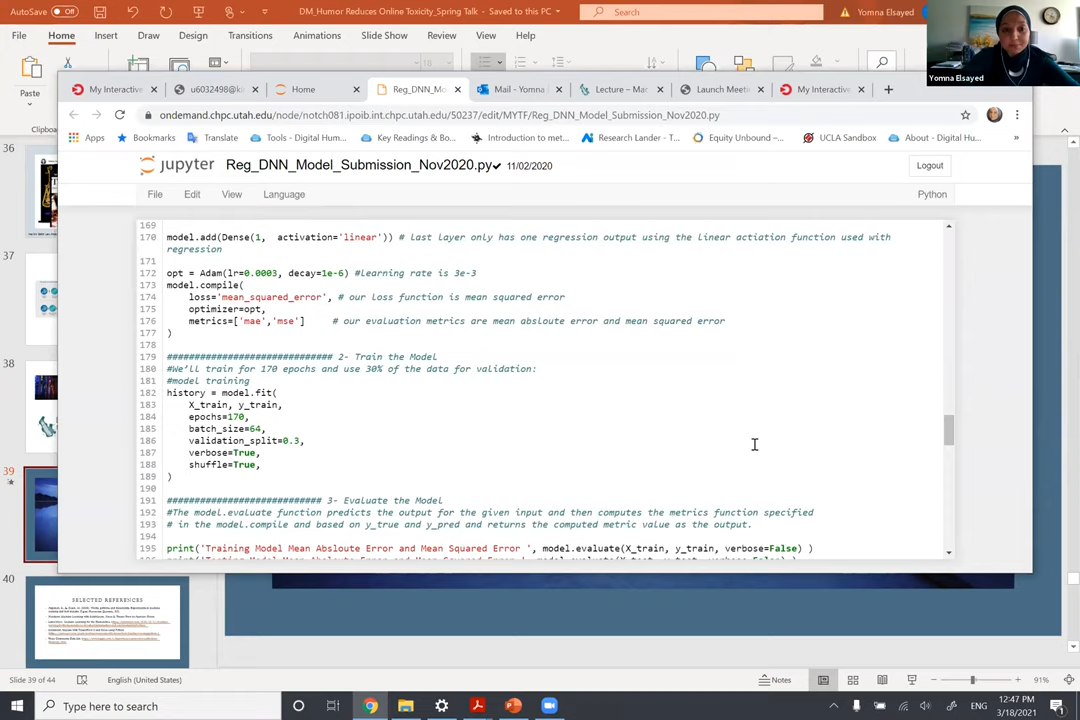 AutoSave Off
DM_Humor Reduces Online Toxicity_Spring Talk - Saved to this PC
Search
Yomna Elsayed
File Home Insert Draw Design Transitions Animations Slide Show Review View Help
Paste
Clipboard
18
Yomna Elsayed
My Interactive
u6032498@kin
Home
Reg_DNN_Mo
Mail - Yomna
Lecture – Mac
Launch Meetin
My Interactive
ondemand.chpc.utah.edu/node/notch081.ipoib.int.chpc.utah.edu/50237/edit/MYTF/Reg_DNN_Model_Submission_Nov2020.py
Apps Bookmarks Translate Tools - Digital Hum... Key Readings & Bo... Introduction to met... Research Lander - T... Equity Unbound –... UCLA Sandbox About - Digital Hu...
jupyter Reg_DNN_Model_Submission_Nov2020.py 11/02/2020
Logout
File Edit View Language
Python
169
170 model.add(Dense(1, activation='linear')) # last layer only has one regression output using the linear actiation function used with
regression
171
172 opt = Adam(lr=0.0003, decay=1e-6) #learning rate is 3e-3
173 model.compile(
174 loss='mean_squared_error', # our loss function is mean squared error
175 optimizer=opt,
176 metrics=['mae','mse'] # our evaluation metrics are mean absloute error and mean squared error
177 )
178
179 ############################## 2- Train the Model
180 #We'll train for 170 epochs and use 30% of the data for validation:
181 #model training
182 history = model.fit(
183 X_train, y_train,
184 epochs=170,
185 batch_size=64,
186 validation_split=0.3,
187 verbose=True,
188 shuffle=True,
189 )
190
191 ############################ 3- Evaluate the Model
192 #The model.evaluate function predicts the output for the given input and then computes the metrics function specified
193 # in the model.compile and based on y_true and y_pred and returns the computed metric value as the output.
194
195 print('Training Model Mean Absloute Error and Mean Squared Error ', model.evaluate(X_train, y_train, verbose=False) )
36
37
38
39
40
SELECTED REFERENCES
Slide 39 of 44
English (United States)
Notes
91%
Type here to search
ENG
12:47 PM
3/18/2021